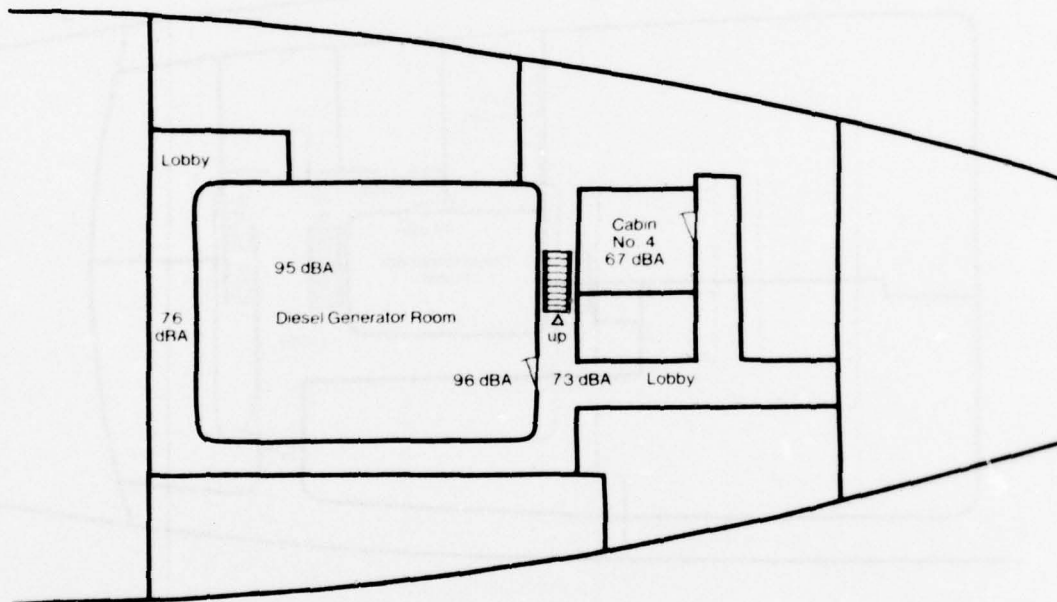 Lobby
Cabin
No. 4
67 dBA
95 dBA
76
dBA
Diesel Generator Room
up
96 dBA
73 dBA
Lobby